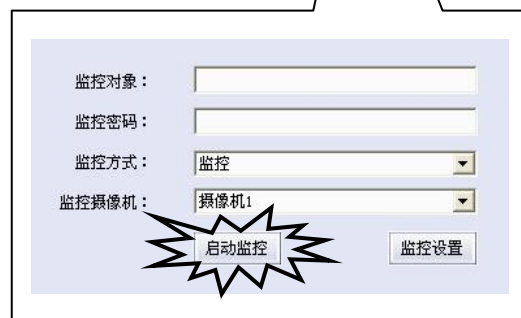 监控对象：
监控密码：
监控方式： 监控
监控摄像机： 摄像机1
启动监控 监控设置